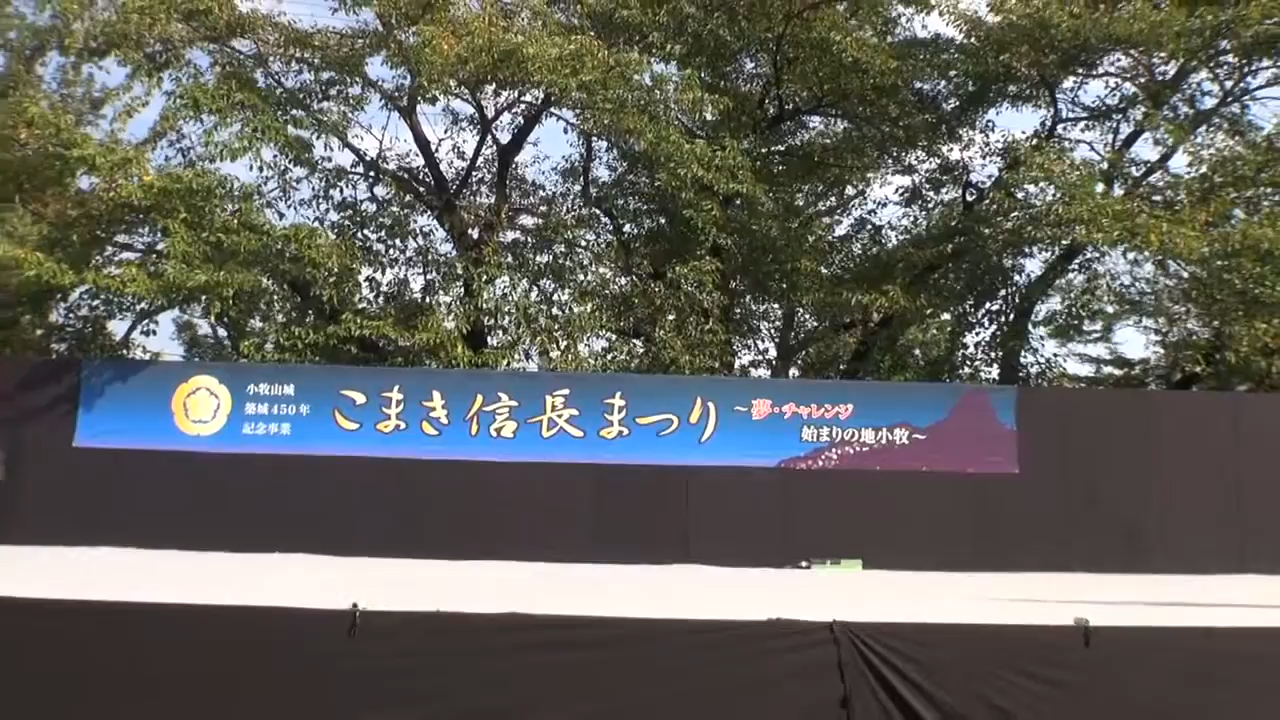 小牧山城
築城450年
記念事業
こまき信長まつり
～夢・チャレンジ
始まりの地小牧～